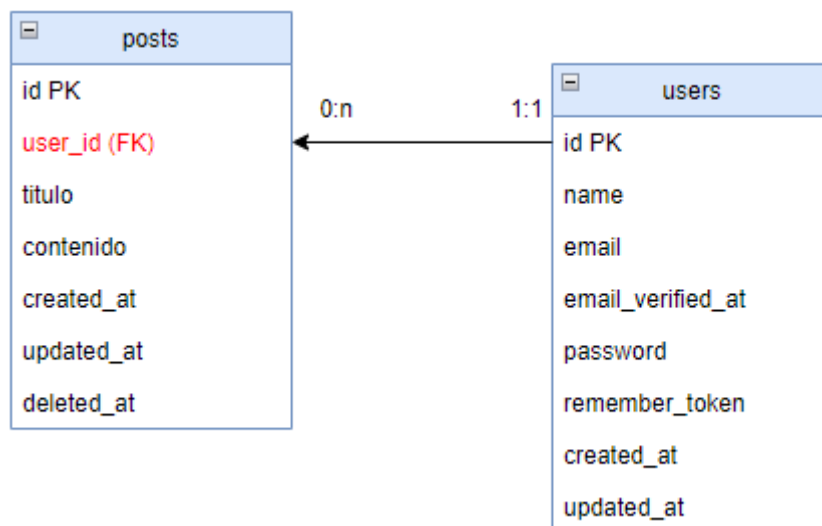 posts
id PK
user_id (FK)
titulo
contenido
created_at
updated_at
deleted_at
0:n
1:1
users
id PK
name
email
email_verified_at
password
remember_token
created_at
updated_at